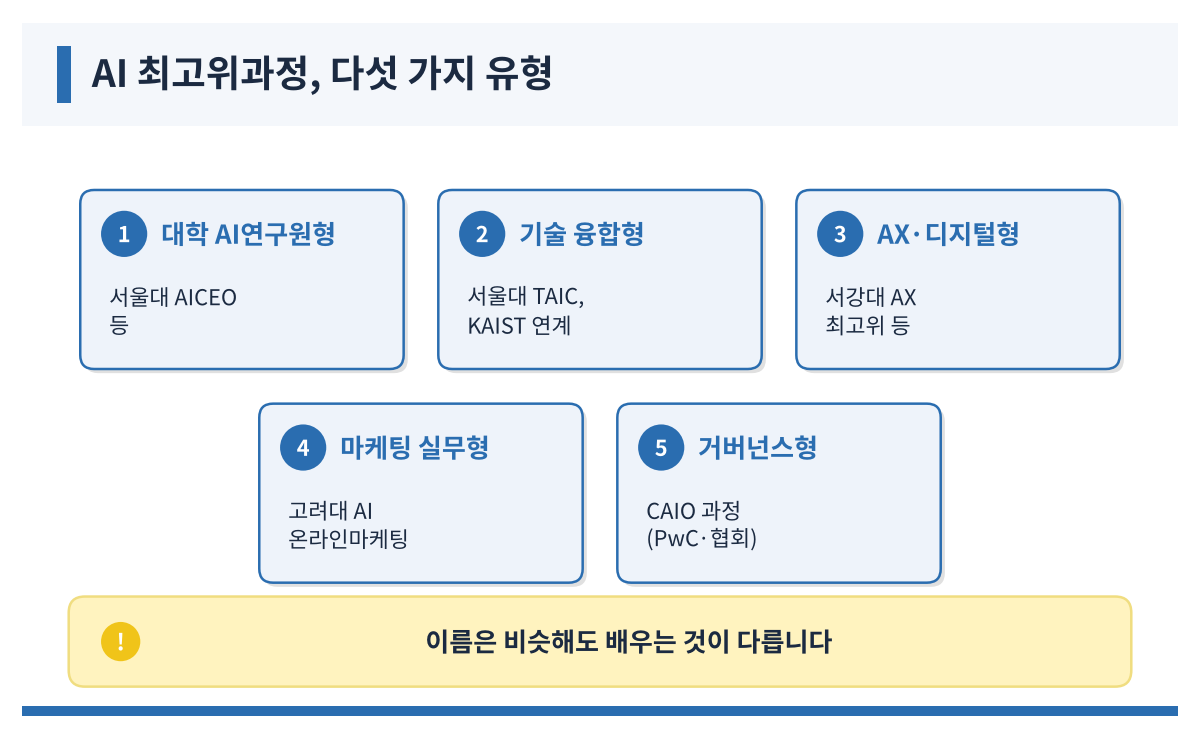 AI 최고위과정, 다섯 가지 유형
1 대학 AI연구원형
서울대 AICEO
등
2 기술 융합형
서울대 TAIC,
KAIST 연계
3 AX·디지털형
서강대 AX
최고위 등
4 마케팅 실무형
고려대 AI
온라인마케팅
5 거버넌스형
CAIO 과정
(PwC·협회)
! 이름은 비슷해도 배우는 것이 다릅니다